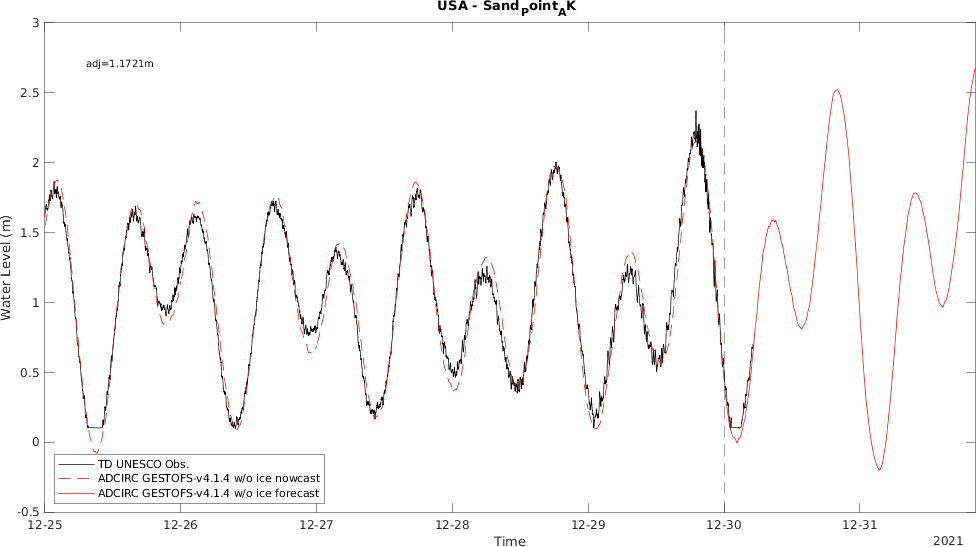 USA - SandPointAK
adj=1.1721m
3
2.5
2
1.5
1
0.5
0
-0.5
Water Level (m)
TD UNESCO Obs.
ADCIRC GESTOFS-v4.1.4 w/o ice nowcast
ADCIRC GESTOFS-v4.1.4 w/o ice forecast
12-25 12-26 12-27 12-28 12-29 12-30 12-31
Time
2021